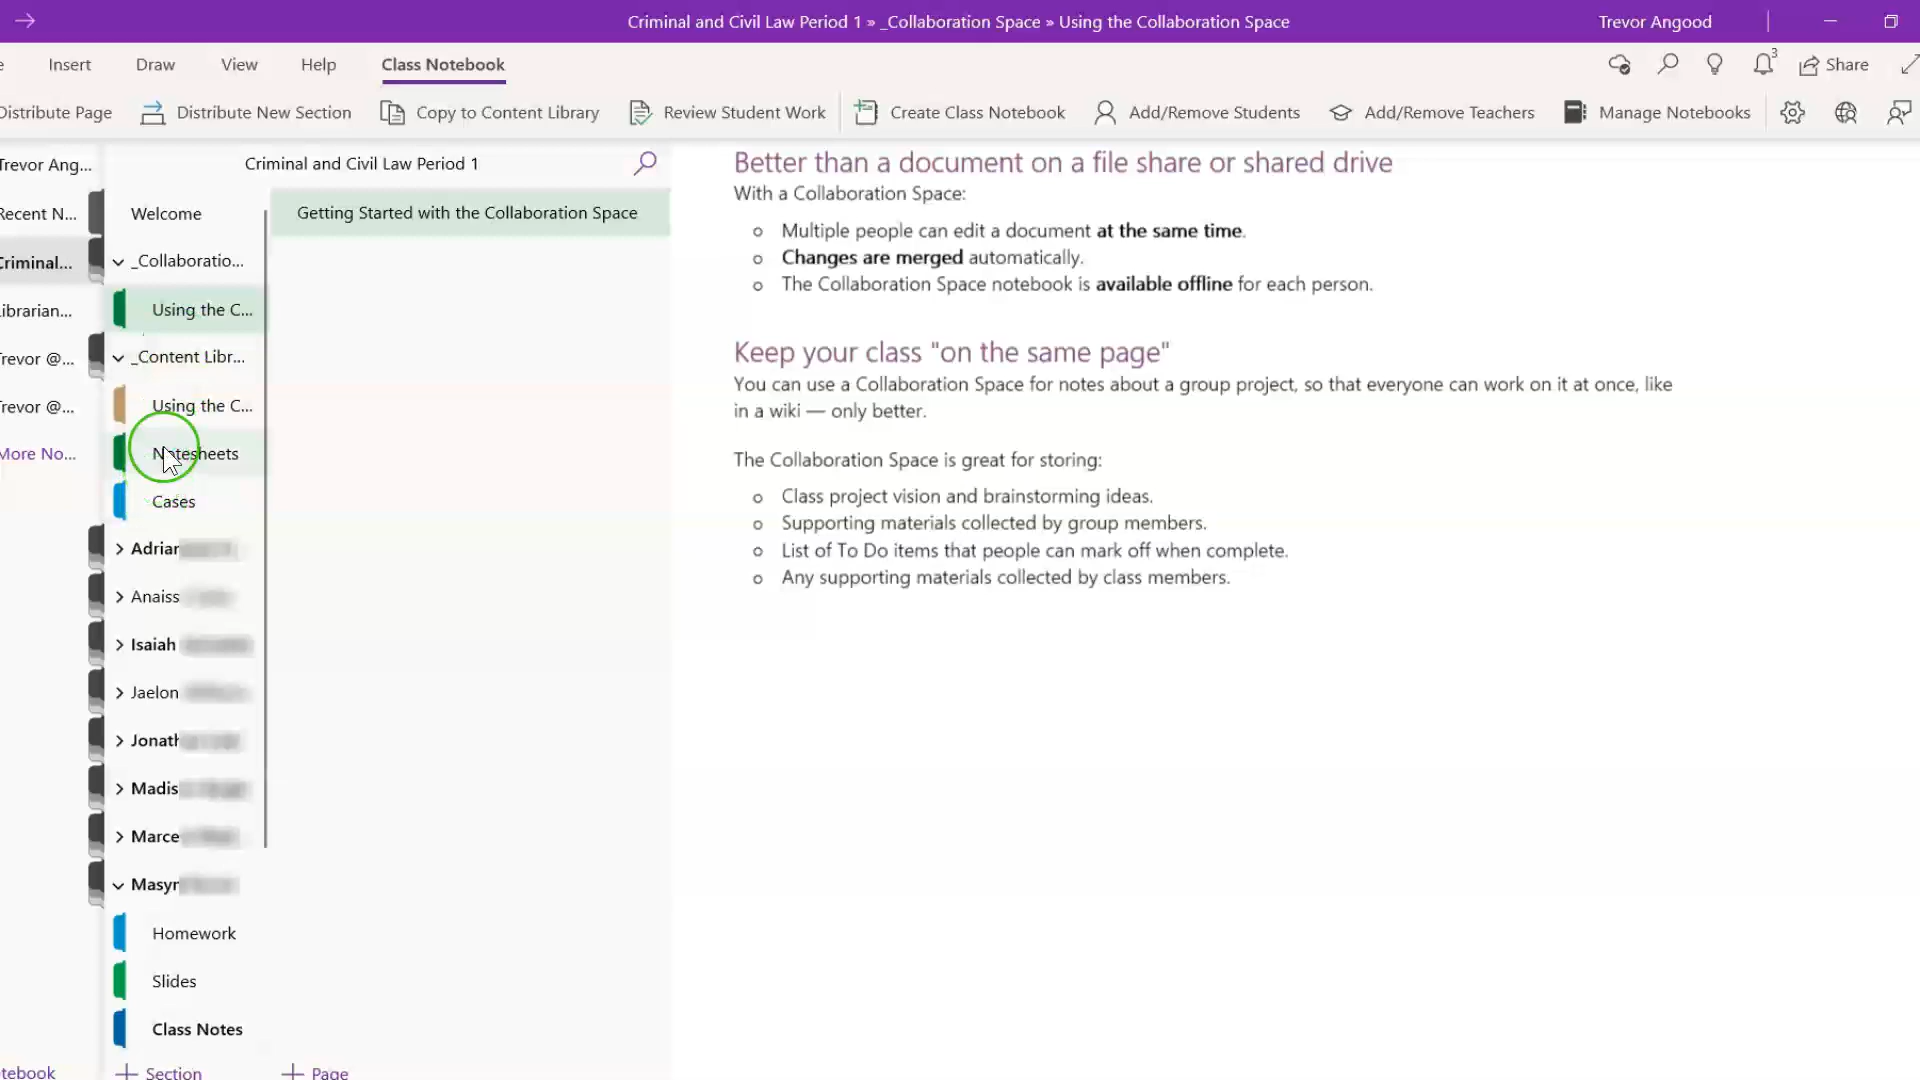 Criminal and Civil Law Period 1 » _Collaboration Space » Using the Collaboration Space
Trevor Angood
Insert Draw View Help Class Notebook
3
Share
Distribute Page Distribute New Section Copy to Content Library Review Student Work Create Class Notebook Add/Remove Students Add/Remove Teachers Manage Notebooks
Trevor Ang...
Recent N...
Criminal...
Librarian...
Trevor @...
Trevor @...
More No...
tebook
Criminal and Civil Law Period 1
Welcome
_Collaboratio...
Using the C...
_Content Libr...
Using the C...
Notesheets
Cases
Adrian
Anaiss
Isaiah
Jaelon
Jonath
Madis
Marce
Masyn
Homework
Slides
Class Notes
+ Section
Getting Started with the Collaboration Space
+ Page
Better than a document on a file share or shared drive
With a Collaboration Space:
o Multiple people can edit a document at the same time.
o Changes are merged automatically.
o The Collaboration Space notebook is available offline for each person.
Keep your class "on the same page"
You can use a Collaboration Space for notes about a group project, so that everyone can work on it at once, like
in a wiki — only better.
The Collaboration Space is great for storing:
o Class project vision and brainstorming ideas.
o Supporting materials collected by group members.
o List of To Do items that people can mark off when complete.
o Any supporting materials collected by class members.